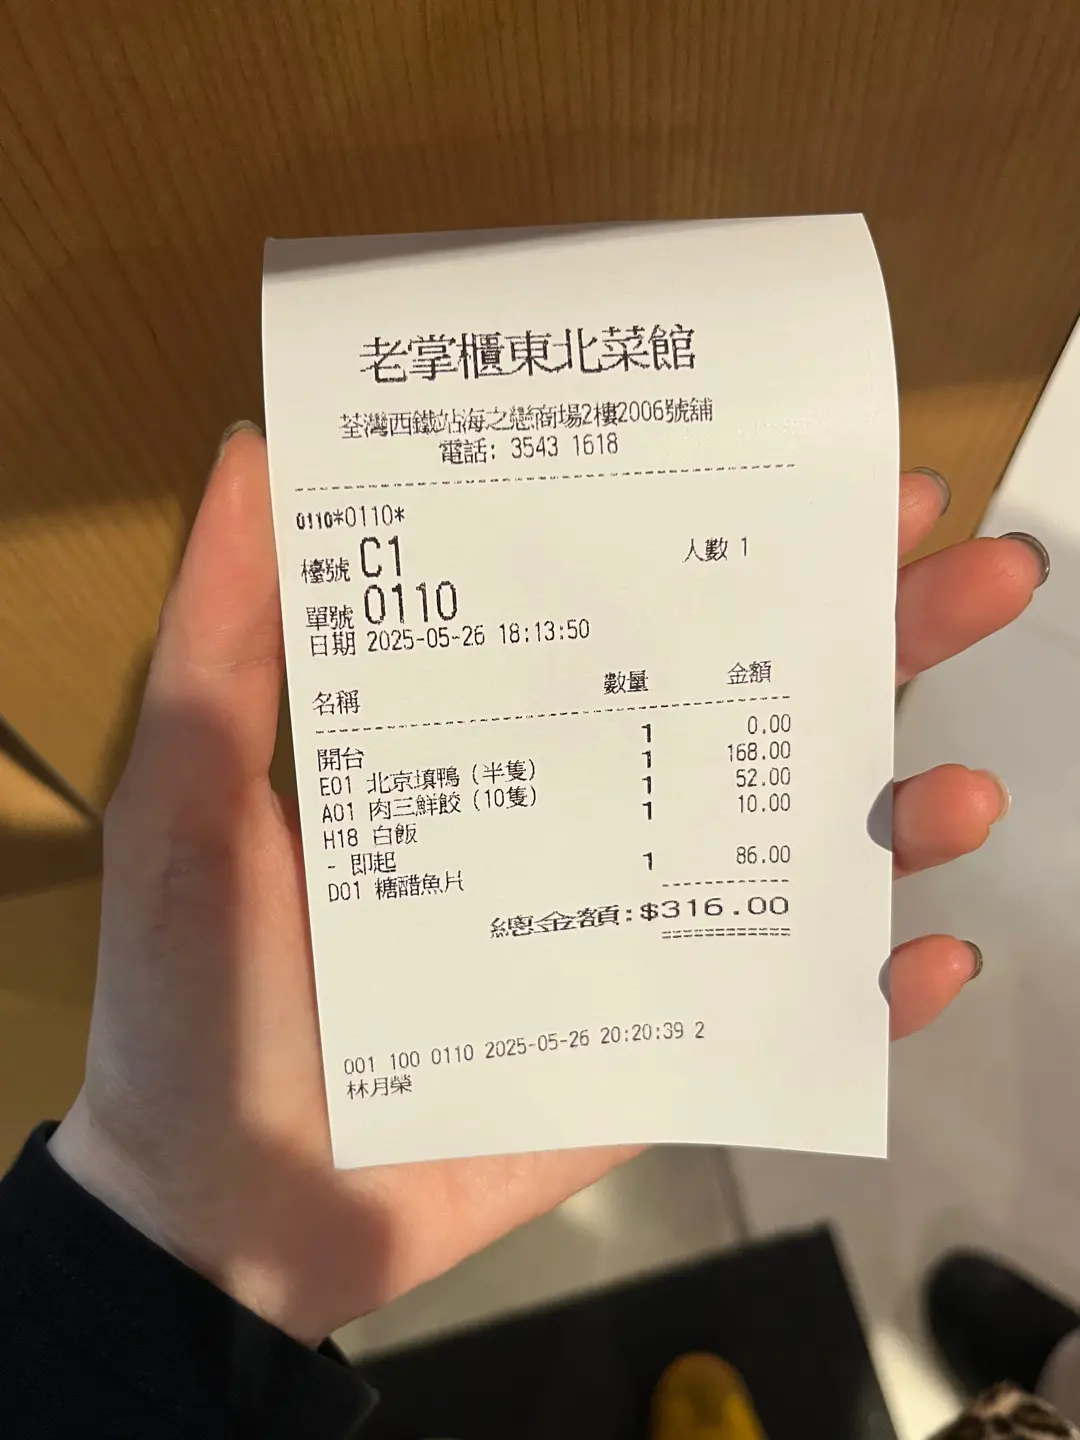 老掌櫃東北菜館
荃灣西鐵站海之戀商場2樓2006號舖
電話: 3543 1618
0110*0110*
檯號 C1 人數 1
單號 0110
日期 2025-05-26 18:13:50
名稱 數量 金額
開台 1 0.00
E01 北京填鴨 (半隻) 1 168.00
A01 肉三鮮餃 (10隻) 1 52.00
H18 白飯 1 10.00
- 即起
D01 糖醋魚片 1 86.00
總金額:$316.00
001 100 0110 2025-05-26 20:20:39 2
林月榮